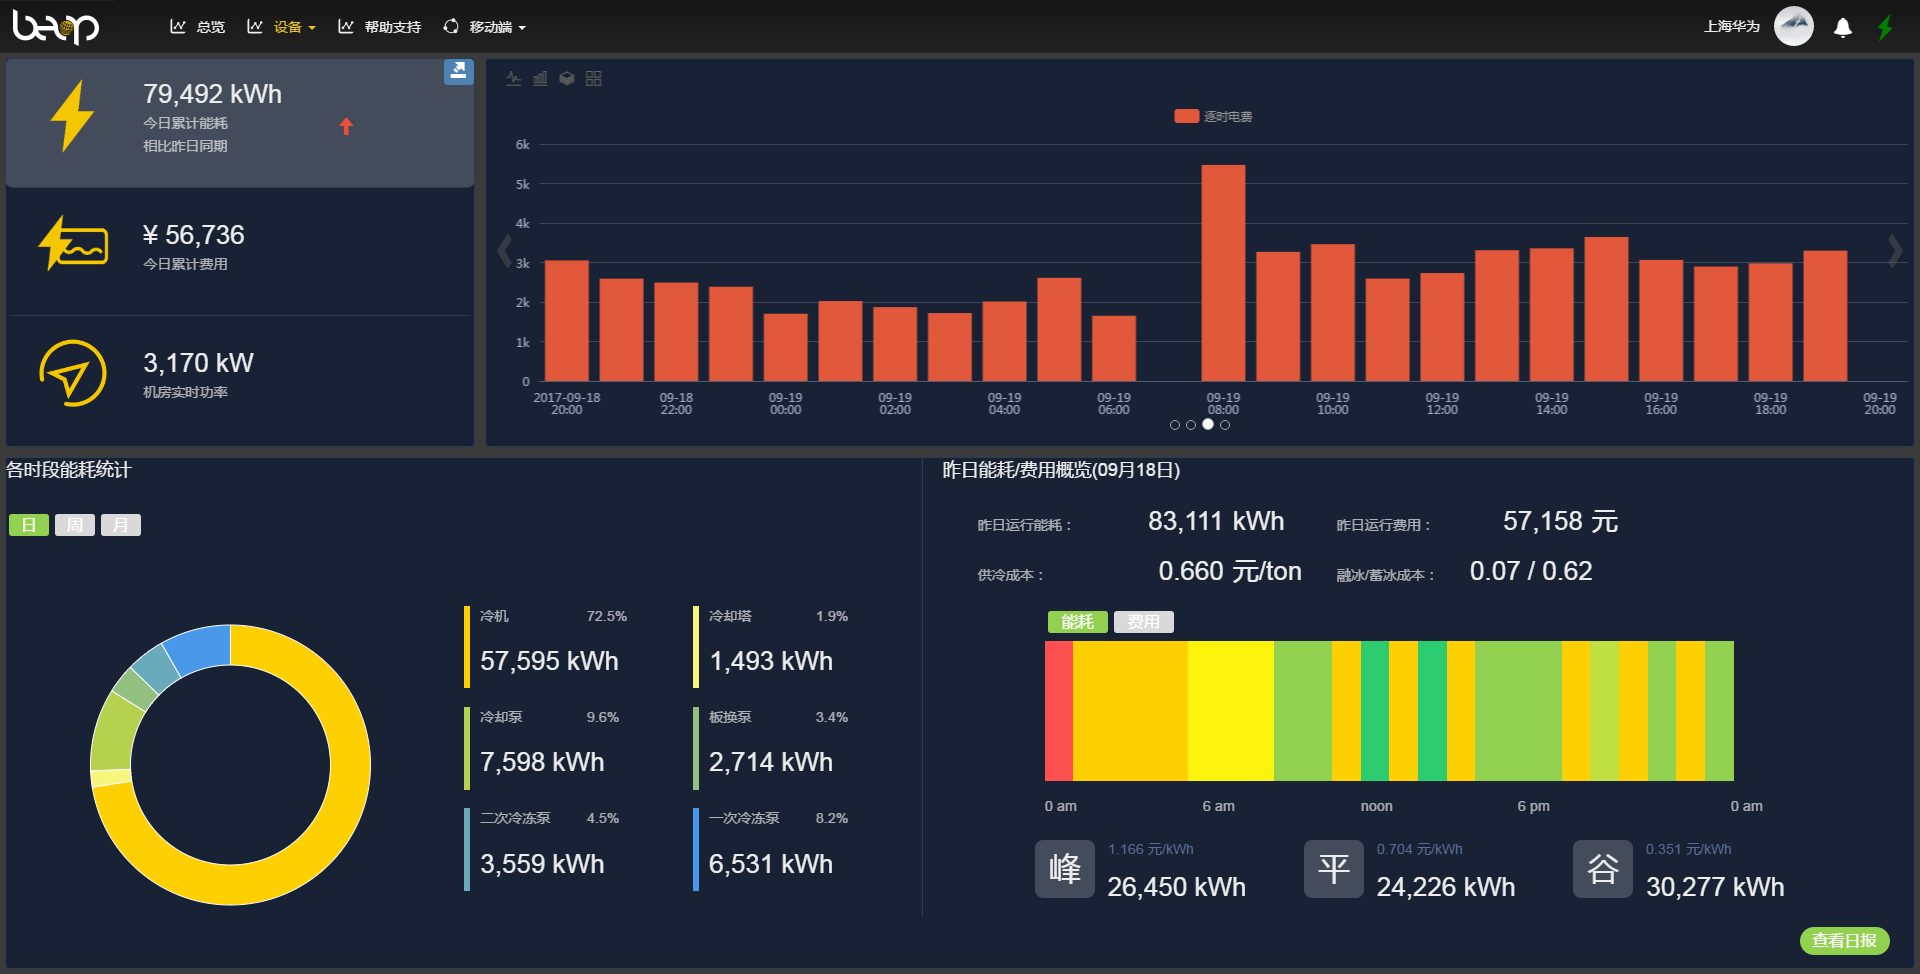 beop
总览
设备
帮助支持
移动端
上海华为
79,492 kWh
今日累计能耗
相比昨日同期
¥ 56,736
今日累计费用
3,170 kW
机房实时功率
逐时电费
6k
5k
4k
3k
2k
1k
0
2017-09-18 20:00
09-18 22:00
09-19 00:00
09-19 02:00
09-19 04:00
09-19 06:00
09-19 08:00
09-19 10:00
09-19 12:00
09-19 14:00
09-19 16:00
09-19 18:00
09-19 20:00
各时段能耗统计
日 周 月
冷机 72.5%
57,595 kWh
冷却塔 1.9%
1,493 kWh
冷却泵 9.6%
7,598 kWh
板换泵 3.4%
2,714 kWh
二次冷冻泵 4.5%
3,559 kWh
一次冷冻泵 8.2%
6,531 kWh
昨日能耗/费用概览(09月18日)
昨日运行能耗： 83,111 kWh
昨日运行费用： 57,158 元
供冷成本： 0.660 元/ton
融冰/蓄冰成本： 0.07 / 0.62
能耗 费用
0 am 6 am noon 6 pm 0 am
峰
1.166 元/kWh
26,450 kWh
平
0.704 元/kWh
24,226 kWh
谷
0.351 元/kWh
30,277 kWh
查看日报